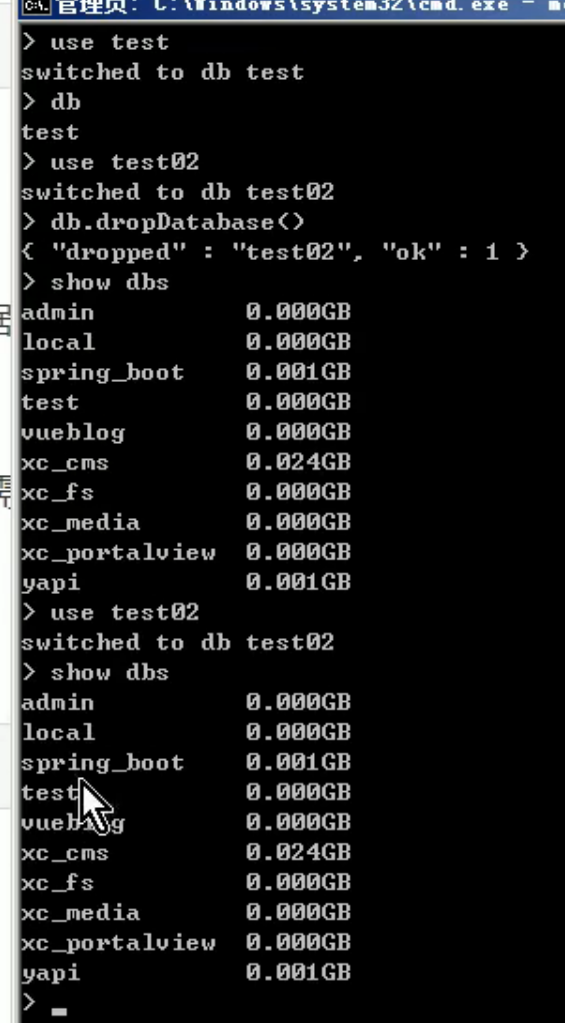 管理员: C:\Windows\system32\cmd.exe -
> use test
switched to db test
> db
test
> use test02
switched to db test02
> db.dropDatabase()
{ "dropped" : "test02", "ok" : 1 }
> show dbs
admin 0.000GB
local 0.000GB
spring_boot 0.001GB
test 0.000GB
vueblog 0.000GB
xc_cms 0.024GB
xc_fs 0.000GB
xc_media 0.000GB
xc_portalview 0.000GB
yapi 0.001GB
> use test02
switched to db test02
> show dbs
admin 0.000GB
local 0.000GB
spring_boot 0.001GB
test 0.000GB
vueblog 0.000GB
xc_cms 0.024GB
xc_fs 0.000GB
xc_media 0.000GB
xc_portalview 0.000GB
yapi 0.001GB
> _